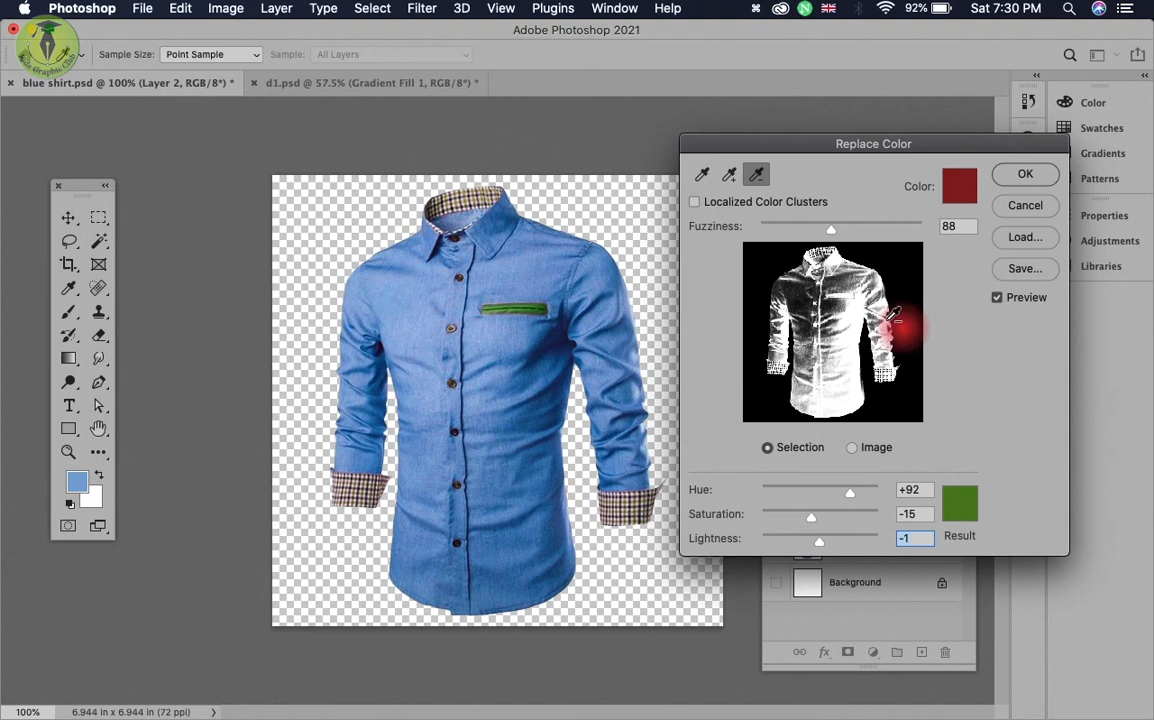 Photoshop File Edit Image Layer Type Select Filter 3D View Plugins Window Help 92% Sat 7:30 PM
Adobe Photoshop 2021
Graphic Club
Sample Size: Point Sample Sample: All Layers
blue shirt.psd @ 100% (Layer 2, RGB/8*) * d1.psd @ 57.5% (Gradient Fill 1, RGB/8*) *
Color
Swatches
Gradients
Patterns
Properties
Adjustments
Libraries
Replace Color
Color:
OK
Localized Color Clusters
Cancel
Fuzziness: 88
Load...
Save...
Preview
Selection Image
Hue: +92
Saturation: -15
Lightness: -1
Result
Background
fx
100% 6.944 in x 6.944 in (72 ppi)